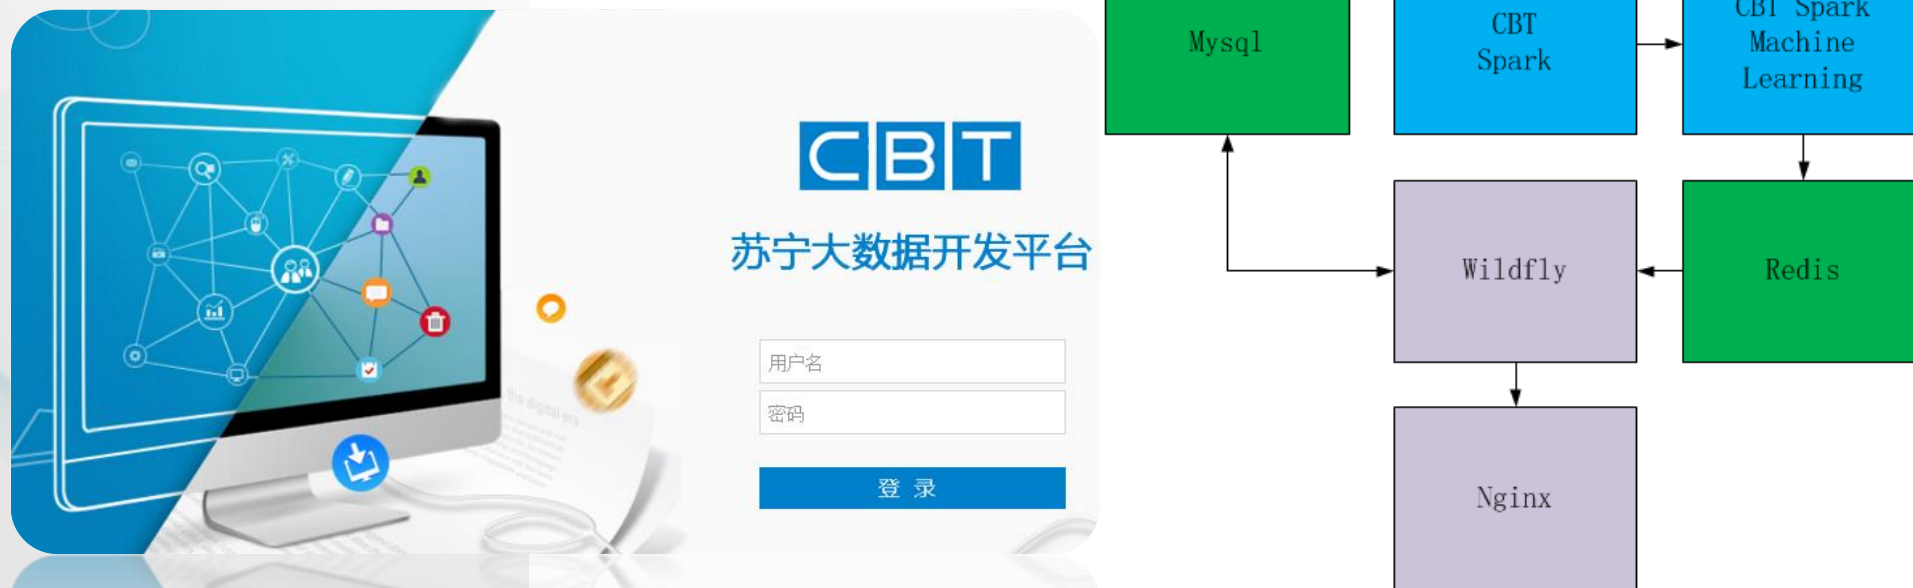 CBT
苏宁大数据开发平台
用户名
密码
登 录
Mysql
CBT
Spark
CBT Spark
Machine
Learning
Wildfly
Redis
Nginx